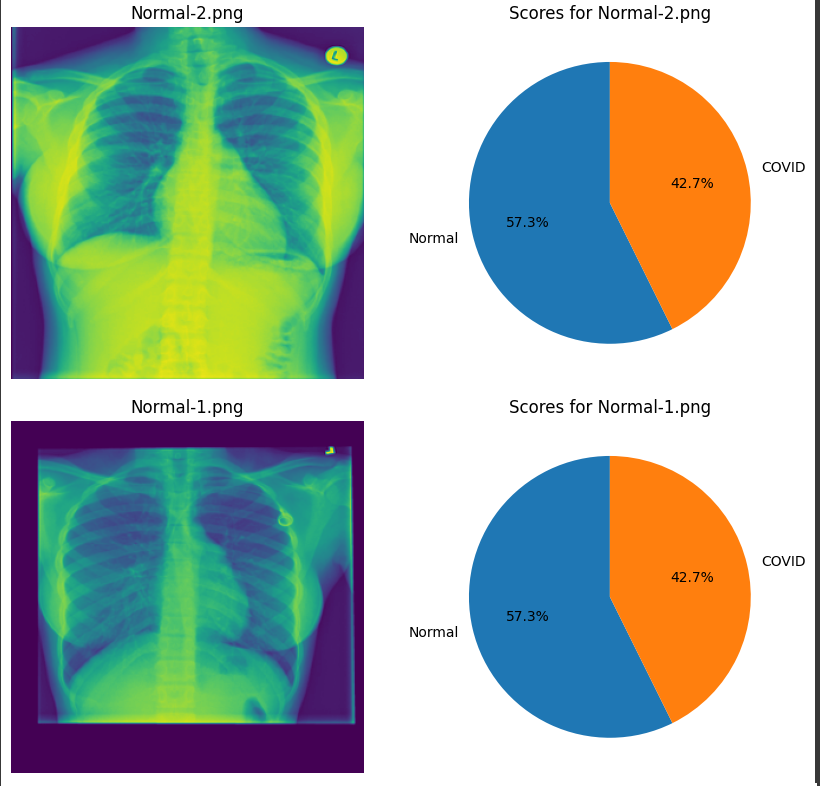 Normal-2.png
Scores for Normal-2.png
L
COVID
42.7%
57.3%
Normal
Normal-1.png
Scores for Normal-1.png
COVID
42.7%
57.3%
Normal